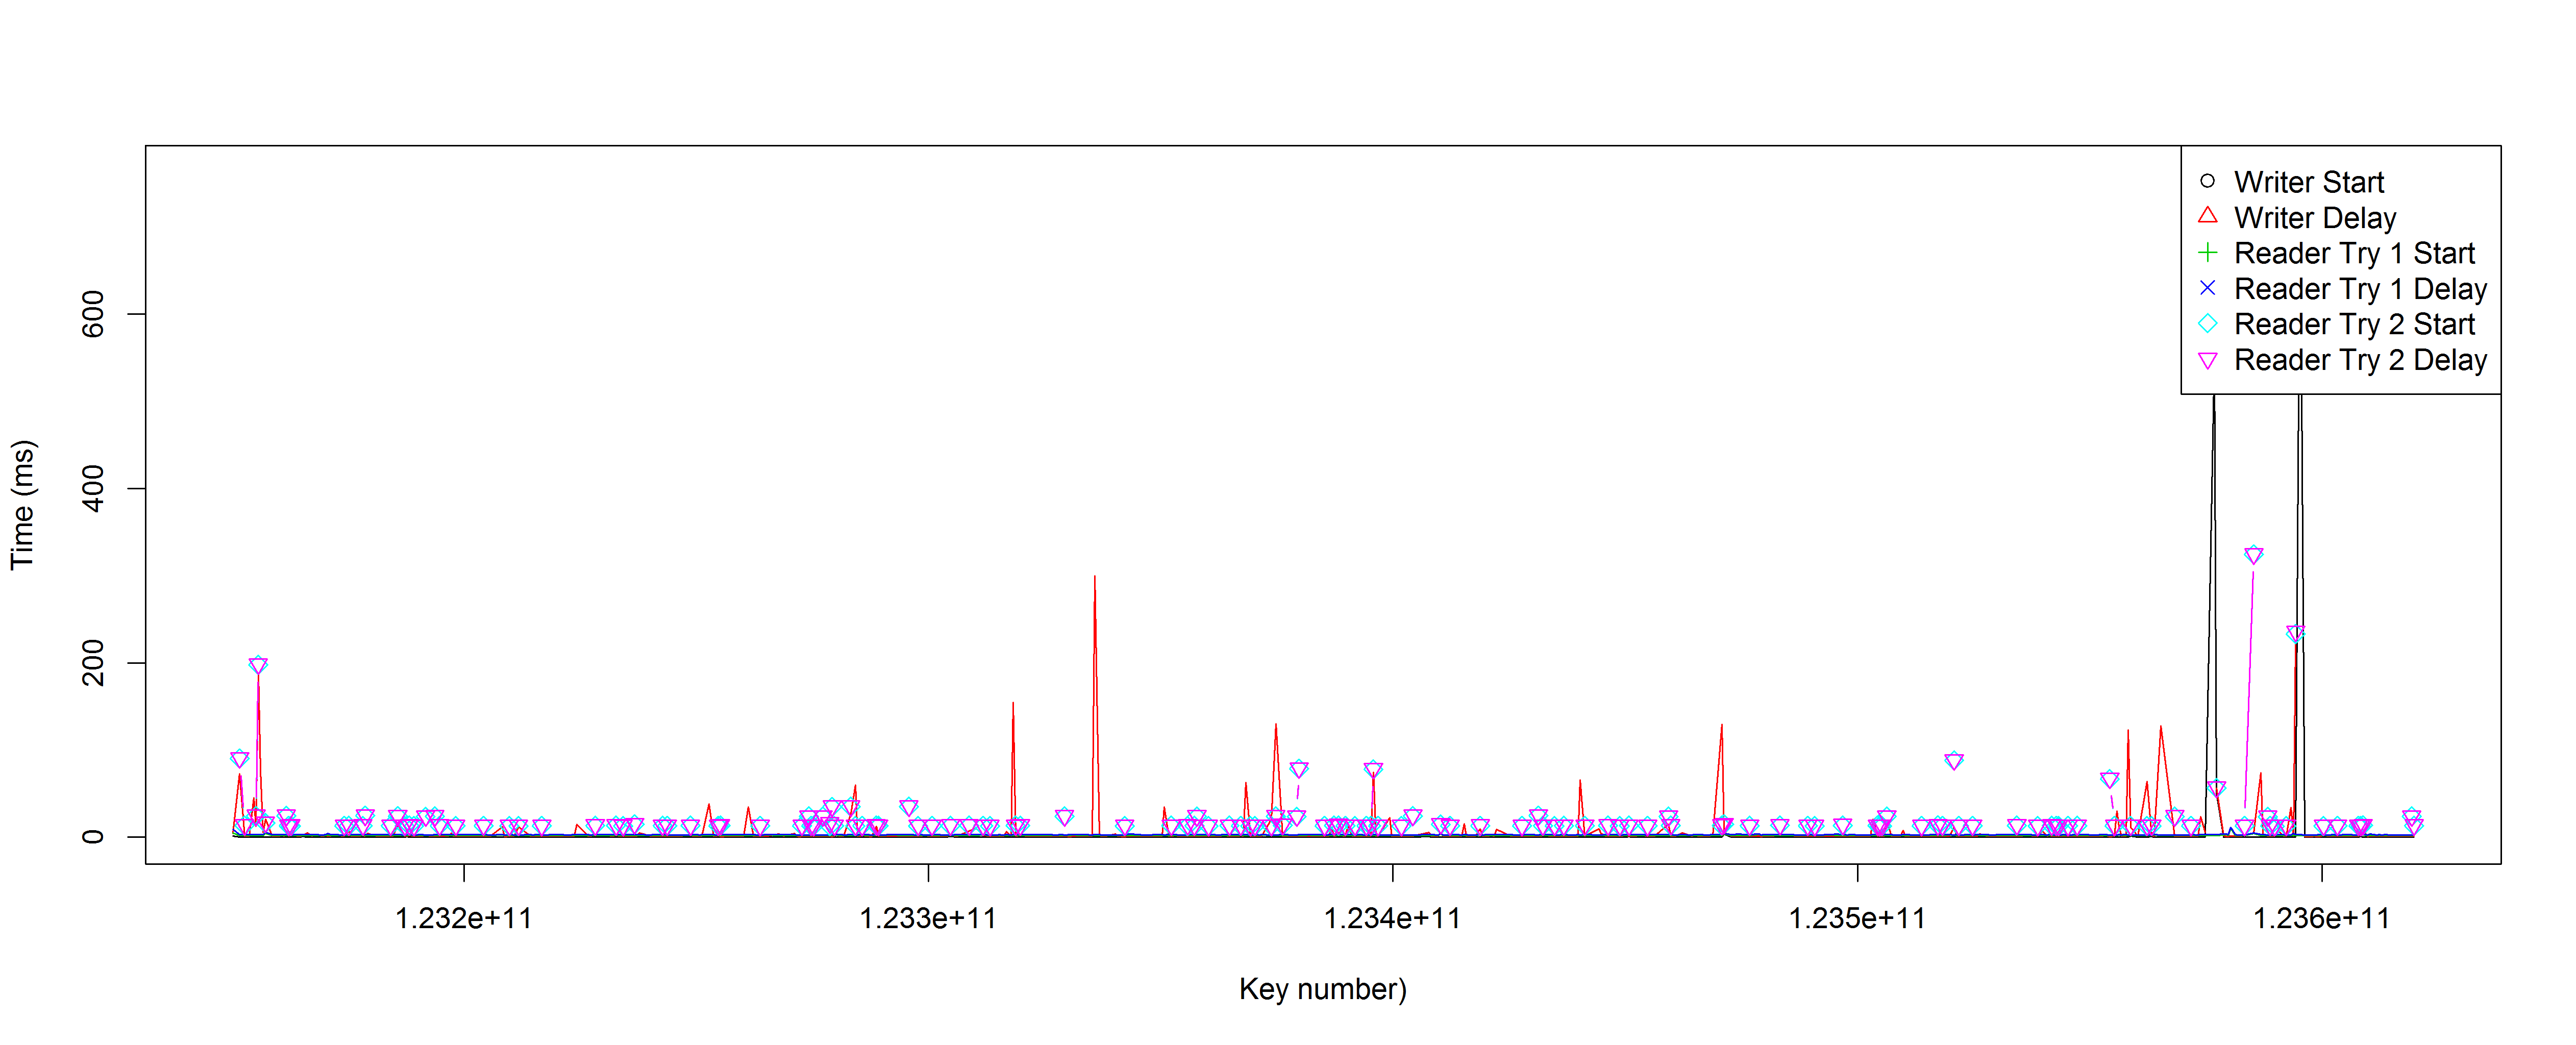 Writer Start
Writer Delay
Reader Try 1 Start
Reader Try 1 Delay
Reader Try 2 Start
Reader Try 2 Delay
Time (ms)
600
400
200
0
1.232e+11
1.233e+11
1.234e+11
1.235e+11
1.236e+11
Key number)